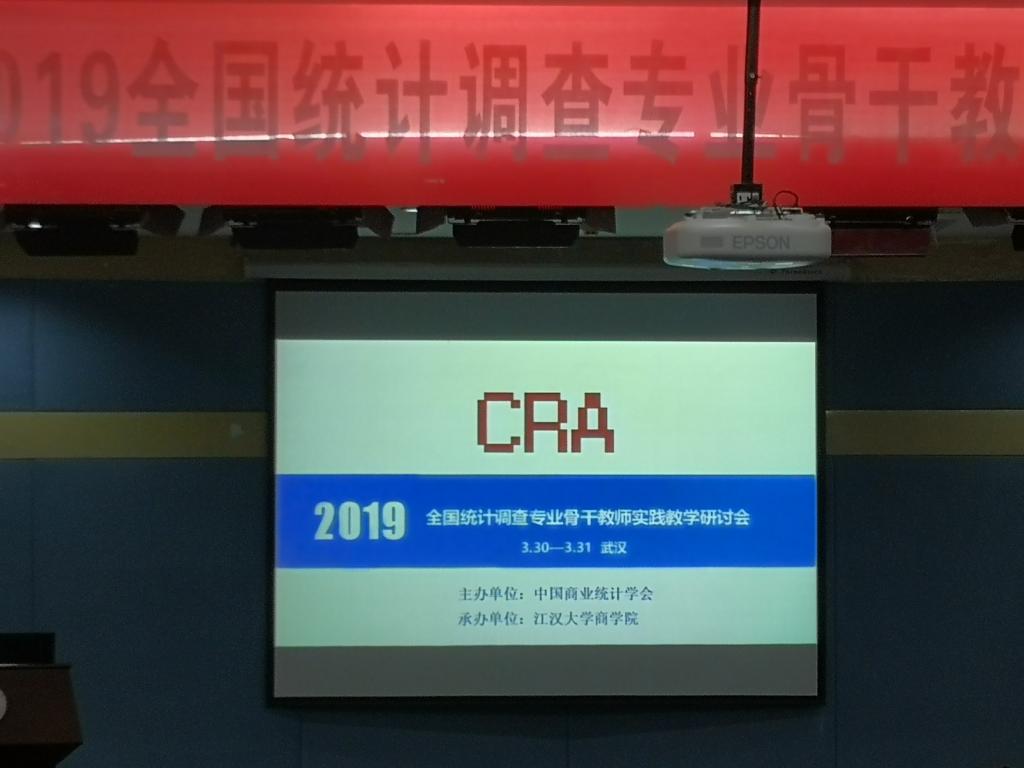 2019全国统计调查专业骨干教
EPSON
CRA
2019 全国统计调查专业骨干教师实践教学研讨会
3.30—3.31 武汉
主办单位：中国商业统计学会
承办单位：江汉大学商学院